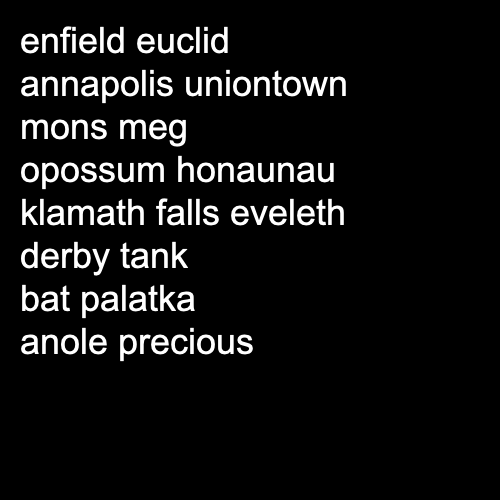 enfield euclid
annapolis uniontown
mons meg
opossum honaunau
klamath falls eveleth
derby tank
bat palatka
anole precious